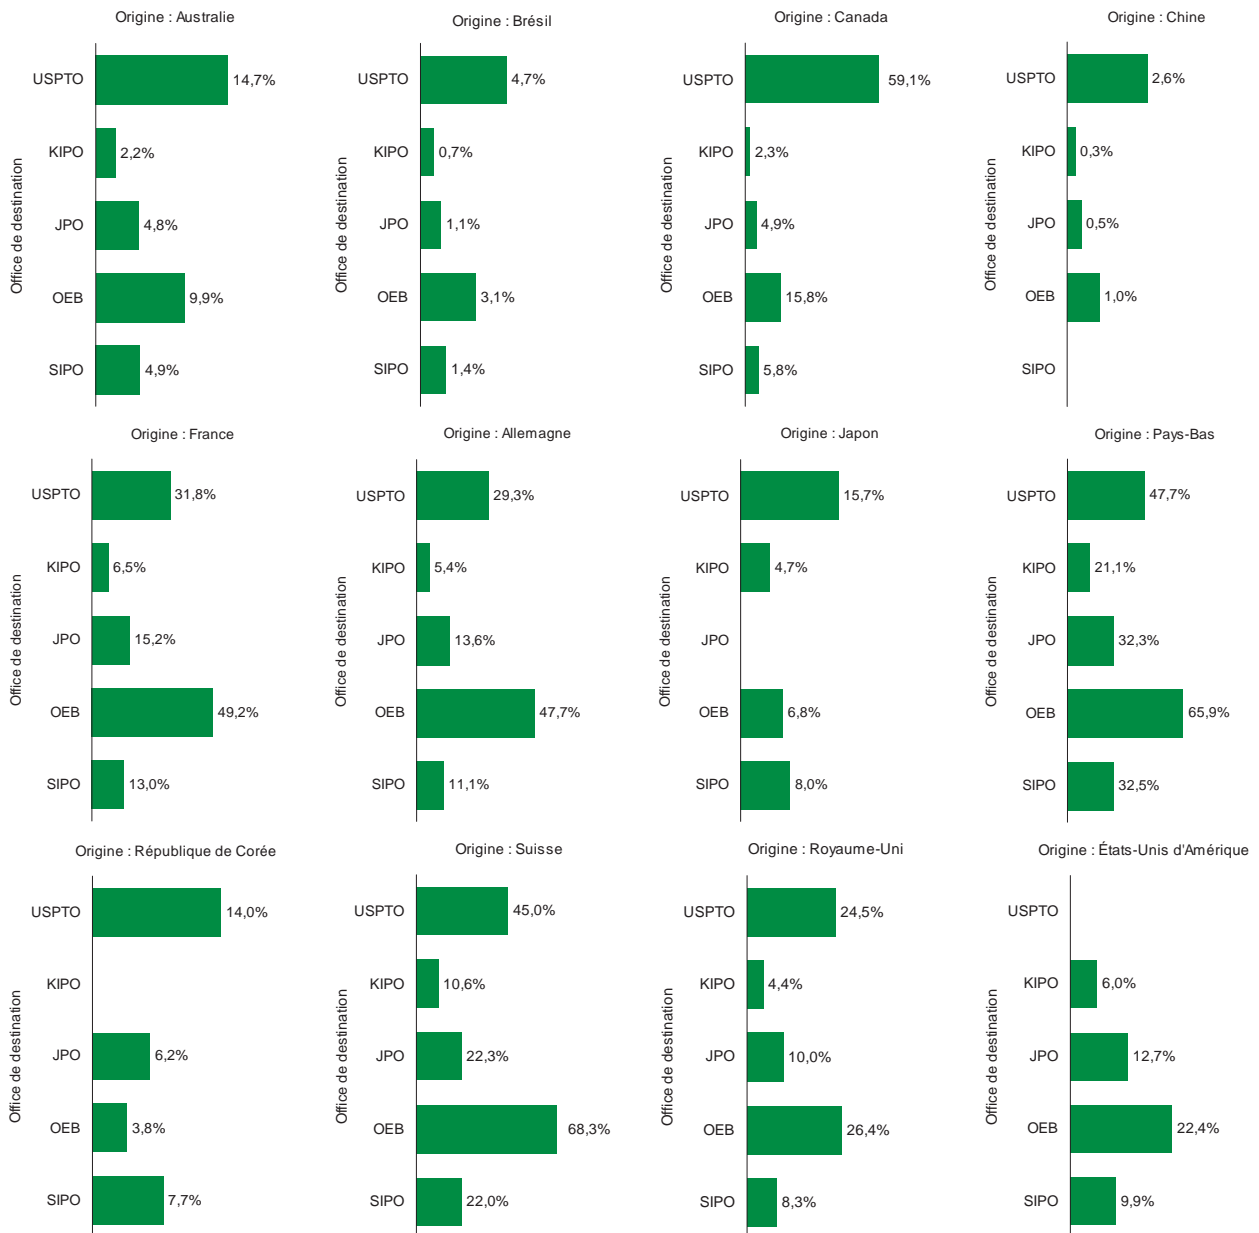 Origine : Australie
Office de destination
USPTO 14,7%
KIPO 2,2%
JPO 4,8%
OEB 9,9%
SIPO 4,9%
Origine : Brésil
Office de destination
USPTO 4,7%
KIPO 0,7%
JPO 1,1%
OEB 3,1%
SIPO 1,4%
Origine : Canada
Office de destination
USPTO 59,1%
KIPO 2,3%
JPO 4,9%
OEB 15,8%
SIPO 5,8%
Origine : Chine
Office de destination
USPTO 2,6%
KIPO 0,3%
JPO 0,5%
OEB 1,0%
SIPO
Origine : France
Office de destination
USPTO 31,8%
KIPO 6,5%
JPO 15,2%
OEB 49,2%
SIPO 13,0%
Origine : Allemagne
Office de destination
USPTO 29,3%
KIPO 5,4%
JPO 13,6%
OEB 47,7%
SIPO 11,1%
Origine : Japon
Office de destination
USPTO 15,7%
KIPO 4,7%
JPO
OEB 6,8%
SIPO 8,0%
Origine : Pays-Bas
Office de destination
USPTO 47,7%
KIPO 21,1%
JPO 32,3%
OEB 65,9%
SIPO 32,5%
Origine : République de Corée
Office de destination
USPTO 14,0%
KIPO
JPO 6,2%
OEB 3,8%
SIPO 7,7%
Origine : Suisse
Office de destination
USPTO 45,0%
KIPO 10,6%
JPO 22,3%
OEB 68,3%
SIPO 22,0%
Origine : Royaume-Uni
Office de destination
USPTO 24,5%
KIPO 4,4%
JPO 10,0%
OEB 26,4%
SIPO 8,3%
Origine : États-Unis d'Amérique
Office de destination
USPTO
KIPO 6,0%
JPO 12,7%
OEB 22,4%
SIPO 9,9%